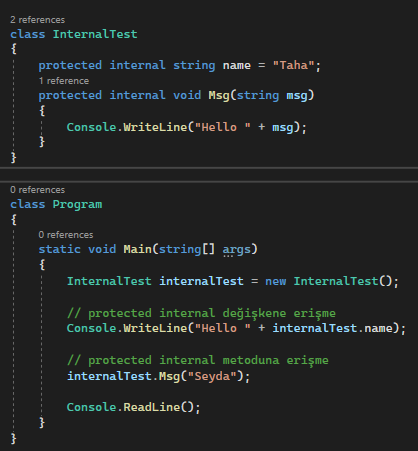 2 references
class InternalTest
{
protected internal string name = "Taha";
1 reference
protected internal void Msg(string msg)
{
Console.WriteLine("Hello " + msg);
}
}
0 references
class Program
{
0 references
static void Main(string[] args)
{
InternalTest internalTest = new InternalTest();
// protected internal değişkene erişme
Console.WriteLine("Hello " + internalTest.name);
// protected internal metoduna erişme
internalTest.Msg("Seyda");
Console.ReadLine();
}
}